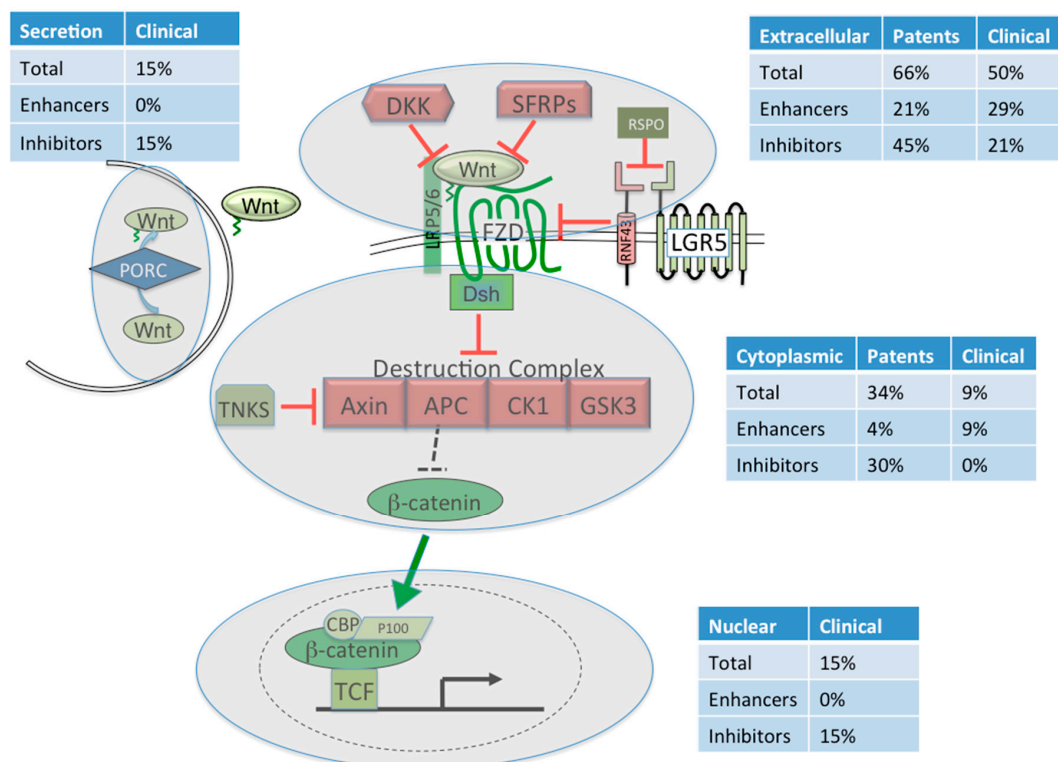 Secretion Clinical
Total 15%
Enhancers 0%
Inhibitors 15%
Extracellular Patents Clinical
Total 66% 50%
Enhancers 21% 29%
Inhibitors 45% 21%
DKK
SFRPs
RSPO
Wnt
LRP5/6
FZD
RNF43
LGR5
Wnt
Wnt
PORC
Wnt
Dsh
Destruction Complex
TNKS
Axin APC CK1 GSK3
β-catenin
Cytoplasmic Patents Clinical
Total 34% 9%
Enhancers 4% 9%
Inhibitors 30% 0%
CBP
P100
β-catenin
TCF
Nuclear Clinical
Total 15%
Enhancers 0%
Inhibitors 15%